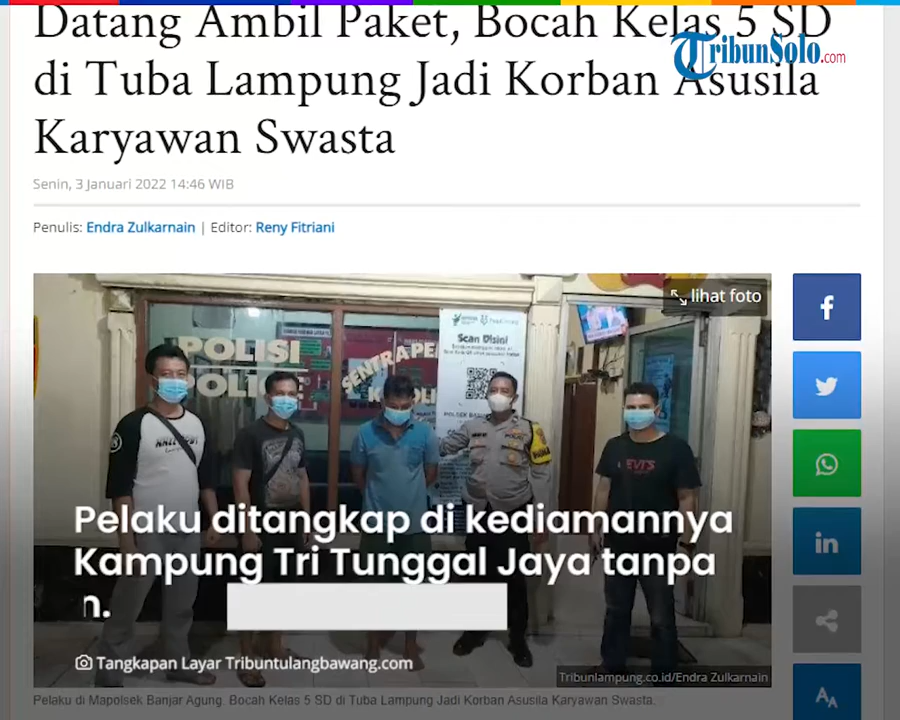 Datang Ambil Paket, Bocah Kelas 5 SD
TribunSolo.com
di Tuba Lampung Jadi Korban Asusila
Karyawan Swasta
Senin, 3 Januari 2022 14:46 WIB
Penulis: Endra Zulkarnain | Editor: Reny Fitriani
lihat foto
POLISI
POLICE
SENTRA PE
Scan Disini
POLSEK BANJ
Pelaku ditangkap di kediamannya
Kampung Tri Tunggal Jaya tanpa
n.
Tangkapan Layar Tribuntulangbawang.com
Tribunlampung.co.id/Endra Zulkarnain
Pelaku di Mapolsek Banjar Agung. Bocah Kelas 5 SD di Tuba Lampung Jadi Korban Asusila Karyawan Swasta.